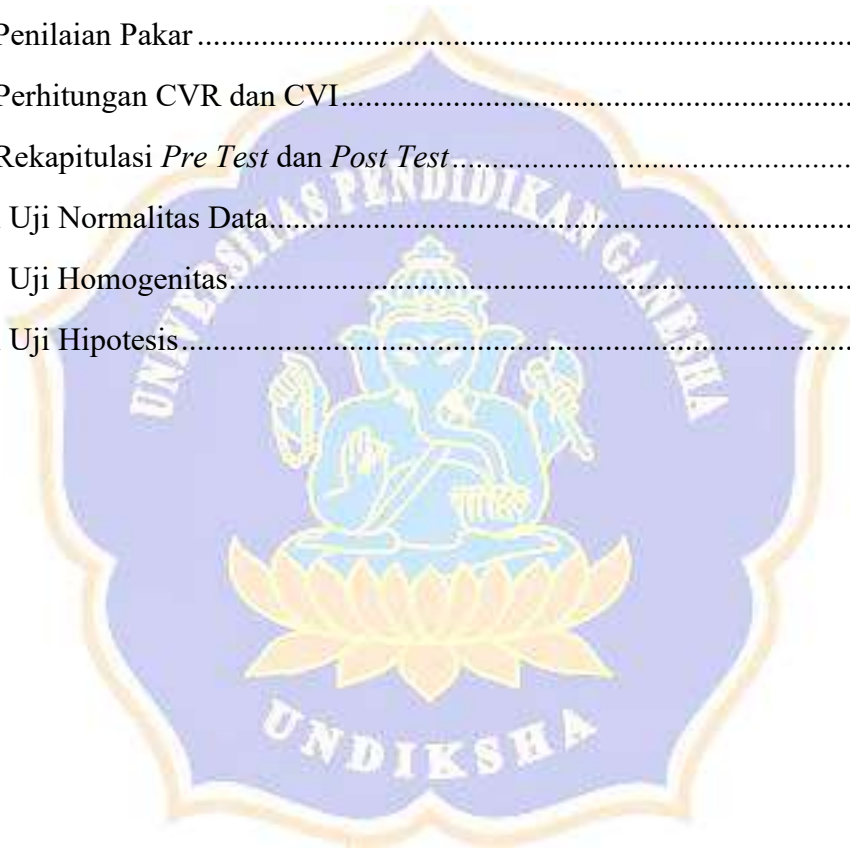 Penilaian Pakar ....................................................................................
Perhitungan CVR dan CVI ...............................................................
Rekapitulasi Pre Test dan Post Test ...................................................
Uji Normalitas Data ..........................................................................
Uji Homogenitas ...............................................................................
Uji Hipotesis .....................................................................................
UNIVERSITAS PENDIDIKAN GANESHA
UNDIKSHA